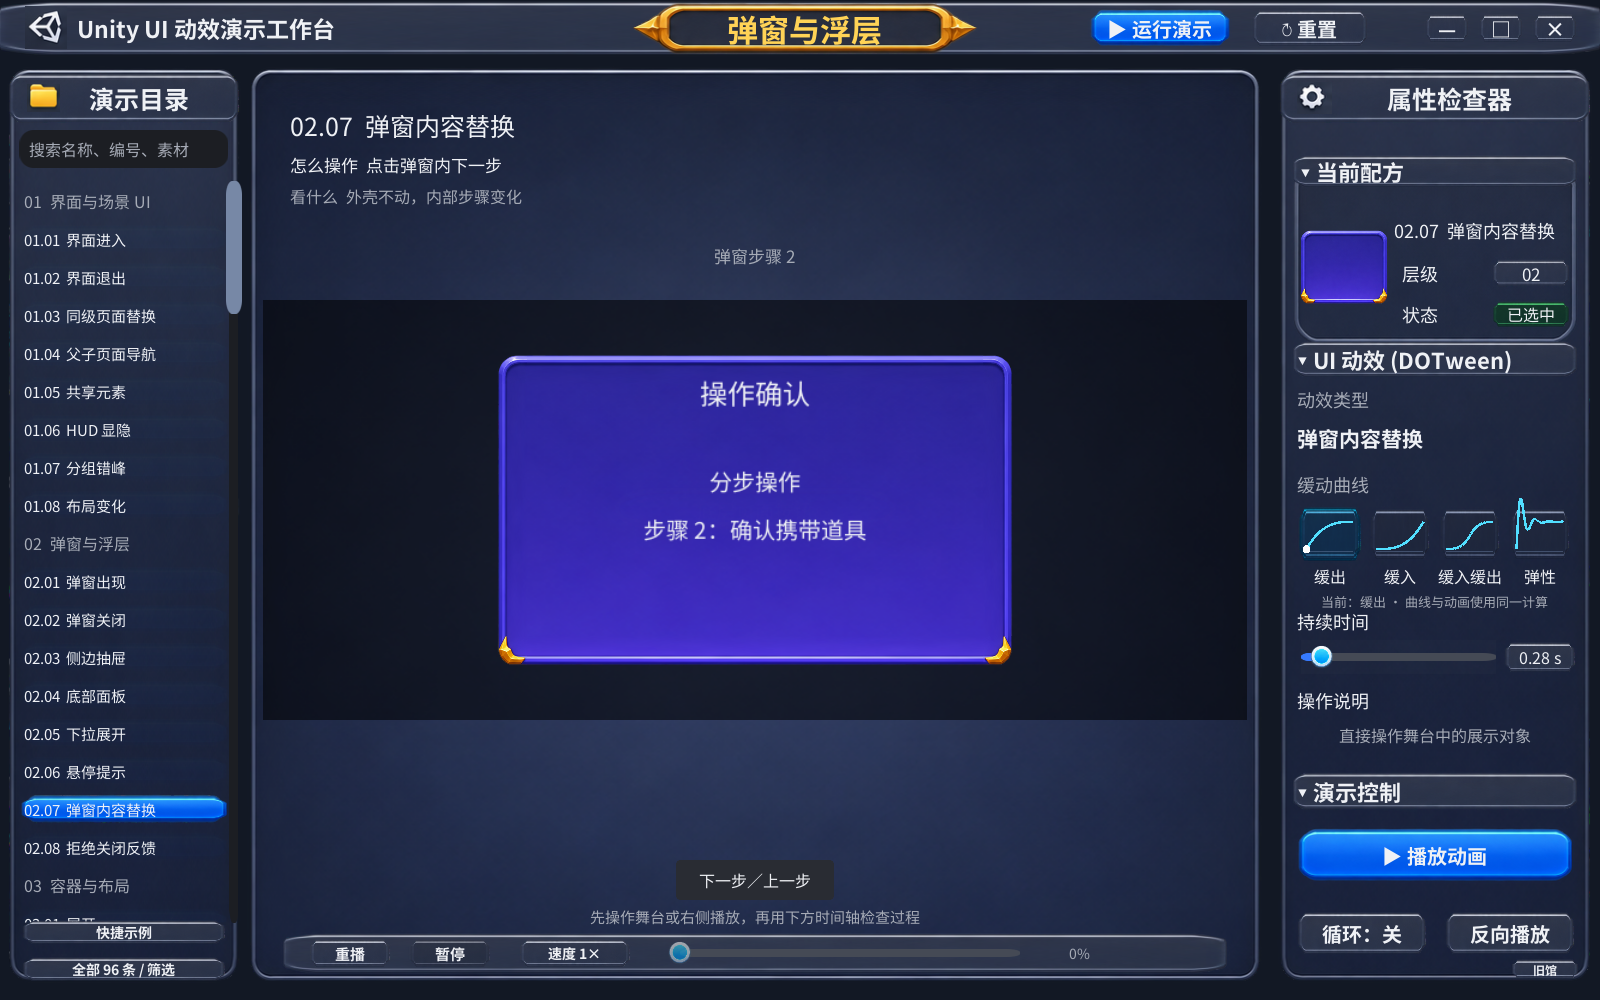 Unity UI 动效演示工作台
弹窗与浮层
▶ 运行演示
重置
演示目录
搜索名称、编号、素材
01 界面与场景 UI
01.01 界面进入
01.02 界面退出
01.03 同级页面替换
01.04 父子页面导航
01.05 共享元素
01.06 HUD 显隐
01.07 分组错峰
01.08 布局变化
02 弹窗与浮层
02.01 弹窗出现
02.02 弹窗关闭
02.03 侧边抽屉
02.04 底部面板
02.05 下拉展开
02.06 悬停提示
02.07 弹窗内容替换
02.08 拒绝关闭反馈
03 容器与布局
03.01 展开
快捷示例
全部 96 条 / 筛选
02.07 弹窗内容替换
怎么操作 点击弹窗内下一步
看什么 外壳不动，内部步骤变化
弹窗步骤 2
操作确认
分步操作
步骤 2：确认携带道具
下一步／上一步
先操作舞台或右侧播放，再用下方时间轴检查过程
重播
暂停
速度 1×
0%
属性检查器
▼ 当前配方
02.07 弹窗内容替换
层级
02
状态
已选中
▼ UI 动效 (DOTween)
动效类型
弹窗内容替换
缓动曲线
缓出
缓入
缓入缓出
弹性
当前：缓出 · 曲线与动画使用同一计算
持续时间
0.28 s
操作说明
直接操作舞台中的展示对象
▼ 演示控制
▶ 播放动画
循环：关
反向播放
旧馆